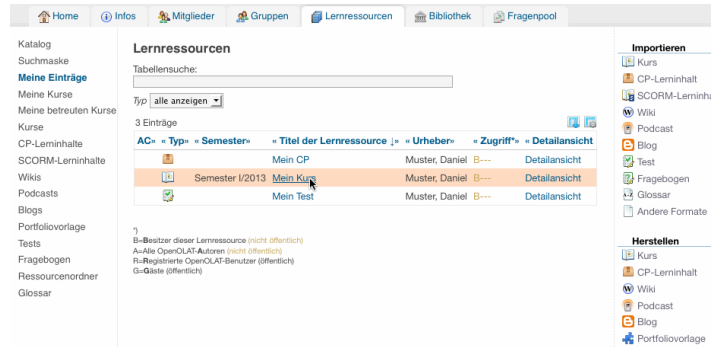 Home Infos Mitglieder Gruppen Lernressourcen Bibliothek Fragenpool
Katalog
Suchmaske
Meine Einträge
Meine Kurse
Meine betreuten Kurse
Kurse
CP-Lerninhalte
SCORM-Lerninhalte
Wikis
Podcasts
Blogs
Portfoliovorlage
Tests
Fragebogen
Ressourcenordner
Glossar
Lernressourcen
Tabellensuche:
Typ alle anzeigen
3 Einträge
AC» « Typ» « Semester» « Titel der Lernressource ↓» « Urheber» « Zugriff*» « Detailansicht
Mein CP Muster, Daniel B--- Detailansicht
Semester I/2013 Mein Kurs Muster, Daniel B--- Detailansicht
Mein Test Muster, Daniel B--- Detailansicht
*)
B=Besitzer dieser Lernressource (nicht öffentlich)
A=Alle OpenOLAT-Autoren (nicht öffentlich)
R=Registrierte OpenOLAT-Benutzer (öffentlich)
G=Gäste (öffentlich)
Importieren
Kurs
CP-Lerninhalt
SCORM-Lerninha
Wiki
Podcast
Blog
Test
Fragebogen
Glossar
Andere Formate
Herstellen
Kurs
CP-Lerninhalt
Wiki
Podcast
Blog
Portfoliovorlage